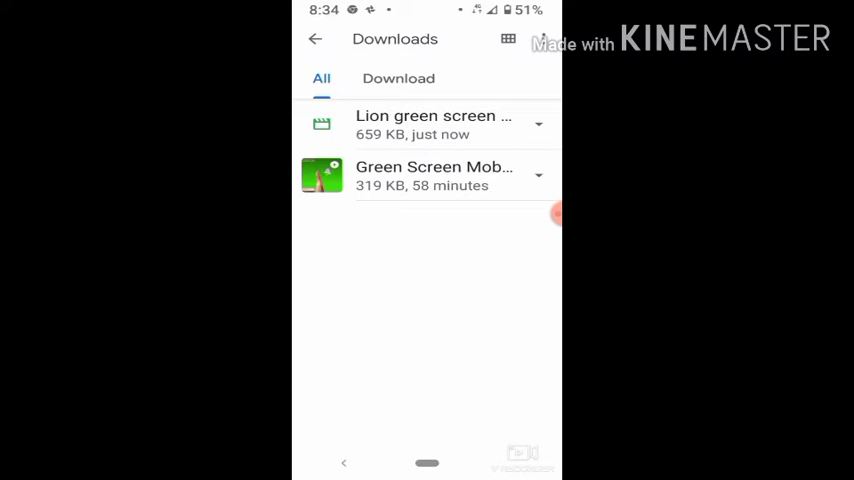 8:34
51%
Downloads
Made with KINEMASTER
All
Download
Lion green screen ...
659 KB, just now
Green Screen Mob...
319 KB, 58 minutes